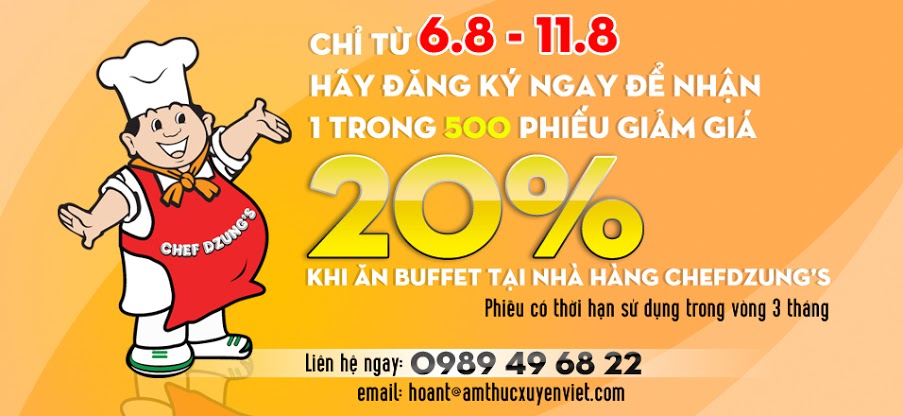 CHỈ TỪ 6.8 - 11.8
HÃY ĐĂNG KÝ NGAY ĐỂ NHẬN
1 TRONG 500 PHIẾU GIẢM GIÁ
20%
KHI ĂN BUFFET TẠI NHÀ HÀNG CHEFDZUNG'S
Phiếu có thời hạn sử dụng trong vòng 3 tháng
CHEF DZUNG'S
Liên hệ ngay: 0989 49 68 22
email: hoant@amthucxuyenviet.com